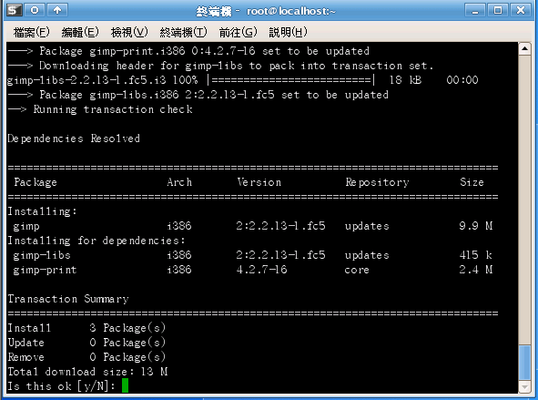 終端機 - root@localhost:~
檔案(F) 編輯(E) 檢視(V) 終端機(T) 前往(G) 說明(H)
---> Package gimp-print.i386 0:4.2.7-16 set to be updated
---> Downloading header for gimp-libs to pack into transaction set.
gimp-libs-2.2.13-1.fc5.i3 100% |=========================| 18 kB    00:00
---> Package gimp-libs.i386 2:2.2.13-1.fc5 set to be updated
--> Running transaction check
Dependencies Resolved
=============================================================================
Package Arch Version Repository Size
=============================================================================
Installing:
gimp i386 2:2.2.13-1.fc5 updates 9.9 M
Installing for dependencies:
gimp-libs i386 2:2.2.13-1.fc5 updates 415 k
gimp-print i386 4.2.7-16 core 2.4 M
Transaction Summary
=============================================================================
Install 3 Package(s)
Update 0 Package(s)
Remove 0 Package(s)
Total download size: 13 M
Is this ok [y/N]: